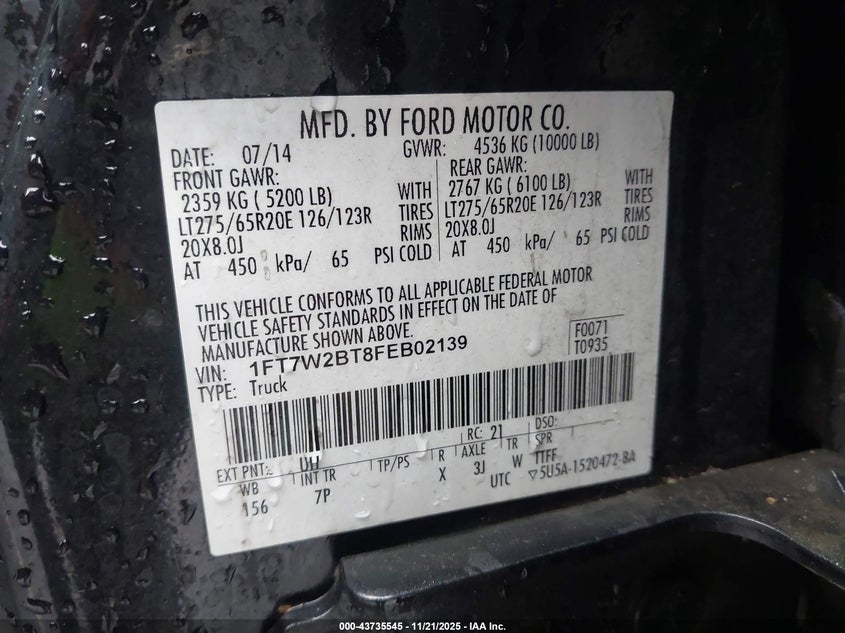 MFD. BY FORD MOTOR CO.
DATE: 07/14 GVWR: 4536 KG (10000 LB)
FRONT GAWR: REAR GAWR:
2359 KG ( 5200 LB) WITH 2767 KG ( 6100 LB) WITH
LT275/65R20E 126/123R TIRES LT275/65R20E 126/123R TIRES
20X8.0J RIMS 20X8.0J RIMS
AT 450 kPa/ 65 PSI COLD AT 450 kPa/ 65 PSI COLD
THIS VEHICLE CONFORMS TO ALL APPLICABLE FEDERAL MOTOR
VEHICLE SAFETY STANDARDS IN EFFECT ON THE DATE OF
MANUFACTURE SHOWN ABOVE.
VIN: 1FT7W2BT8FEB02139
F0071
T0935
TYPE: Truck
EXT PNT: UH RC: 21 DSO:
WB INT TR TP/PS R AXLE TR SPR
156 7P X 3J W TTFF
UTC ▽5U5A-1520472-BA
000-43735545 - 11/21/2025 - IAA Inc.